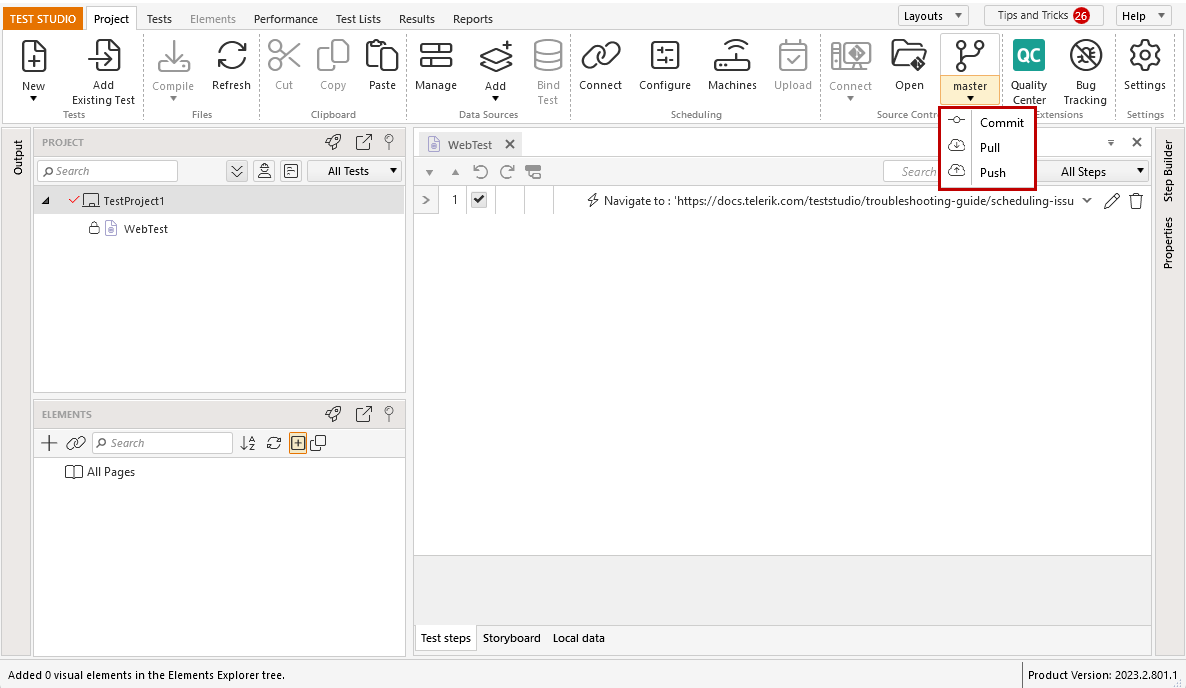 TEST STUDIO Project Tests Elements Performance Test Lists Results Reports Layouts Tips and Tricks 26 Help
New Add Existing Test Compile Refresh Cut Copy Paste Manage Add Bind Test Connect Configure Machines Upload Connect Open master QC Quality Center Bug Tracking Settings
Tests Files Clipboard Data Sources Scheduling Source Contr Extensions Settings
Commit
Pull
Push
Output
PROJECT
Search All Tests
TestProject1
WebTest
ELEMENTS
Search
All Pages
WebTest
Search All Steps
1 Navigate to : 'https://docs.telerik.com/teststudio/troubleshooting-guide/scheduling-issu
Test steps Storyboard Local data
Step Builder
Properties
Added 0 visual elements in the Elements Explorer tree.
Product Version: 2023.2.801.1